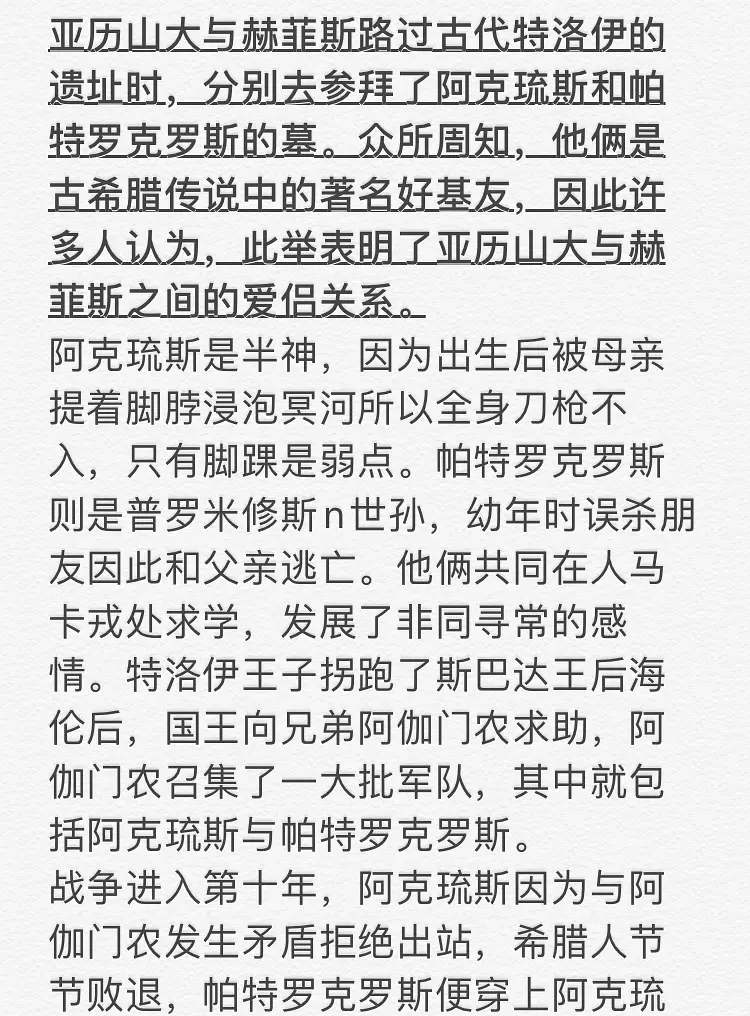 亚历山大与赫菲斯路过古代特洛伊的
遗址时，分别去参拜了阿克琉斯和帕
特罗克罗斯的墓。众所周知，他俩是
古希腊传说中的著名好基友，因此许
多人认为，此举表明了亚历山大与赫
菲斯之间的爱侣关系。
阿克琉斯是半神，因为出生后被母亲
提着脚脖浸泡冥河所以全身刀枪不
入，只有脚踝是弱点。帕特罗克罗斯
则是普罗米修斯n世孙，幼年时误杀朋
友因此和父亲逃亡。他俩共同在人马
卡戎处求学，发展了非同寻常的感
情。特洛伊王子拐跑了斯巴达王后海
伦后，国王向兄弟阿伽门农求助，阿
伽门农召集了一大批军队，其中就包
括阿克琉斯与帕特罗克罗斯。
战争进入第十年，阿克琉斯因为与阿
伽门农发生矛盾拒绝出站，希腊人节
节败退，帕特罗克罗斯便穿上阿克琉